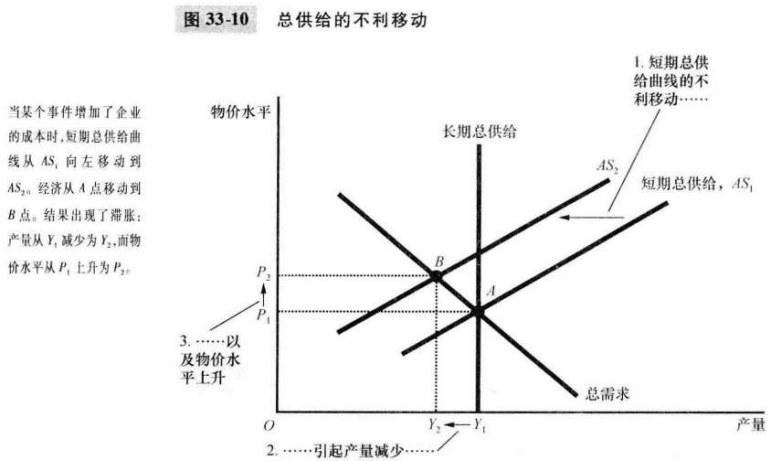 图 33-10 总供给的不利移动
当某个事件增加了企业
的成本时,短期总供给曲
线从 AS₁ 向左移动到
AS₂。经济从 A 点移动到
B 点。结果出现了滞胀:
产量从 Y₁ 减少为 Y₂,而物
价水平从 P₁ 上升为 P₂。
1. 短期总供
给曲线的不
利移动……
物价水平
长期总供给
AS₂
短期总供给，AS₁
B
A
P₂
P₁
3. ……以
及物价水
平上升
总需求
O
Y₂
Y₁
产量
2. ……引起产量减少……